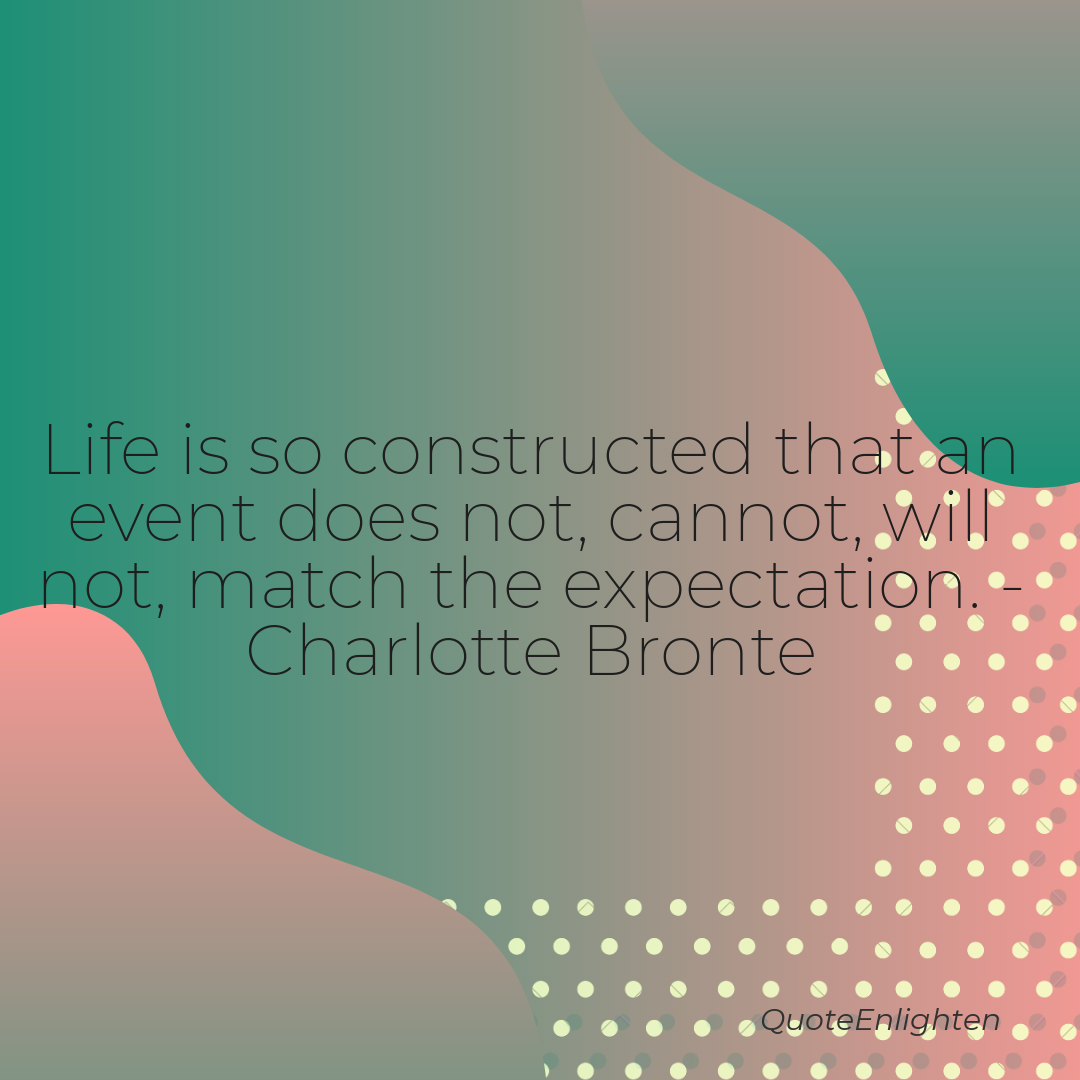 Life is so constructed that an
event does not, cannot, will
not, match the expectation. -
Charlotte Bronte
QuoteEnlighten